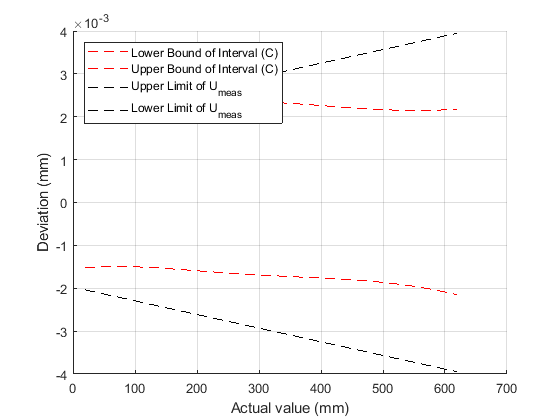 ×10-3
4
3
2
1
0
-1
-2
-3
-4
Deviation (mm)
Lower Bound of Interval (C)
Upper Bound of Interval (C)
Upper Limit of Umeas
Lower Limit of Umeas
0 100 200 300 400 500 600 700
Actual value (mm)